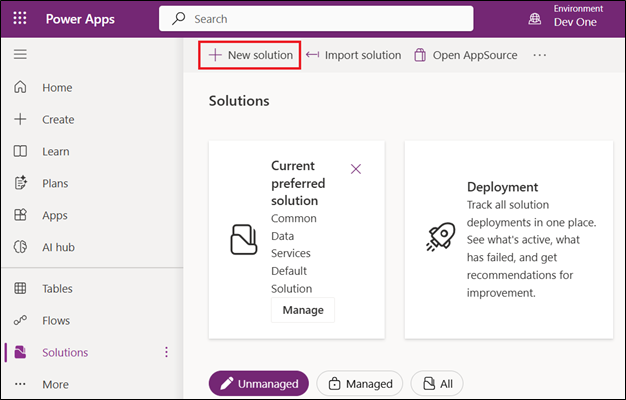 Power Apps
Search
Environment
Dev One
New solution
Import solution
Open AppSource
Home
Create
Learn
Plans
Apps
AI hub
Tables
Flows
Solutions
More
Solutions
Current
preferred
solution
Common
Data
Services
Default
Solution
Manage
Deployment
Track all solution
deployments in one place.
See what's active, what
has failed, and get
recommendations for
improvement.
Unmanaged
Managed
All